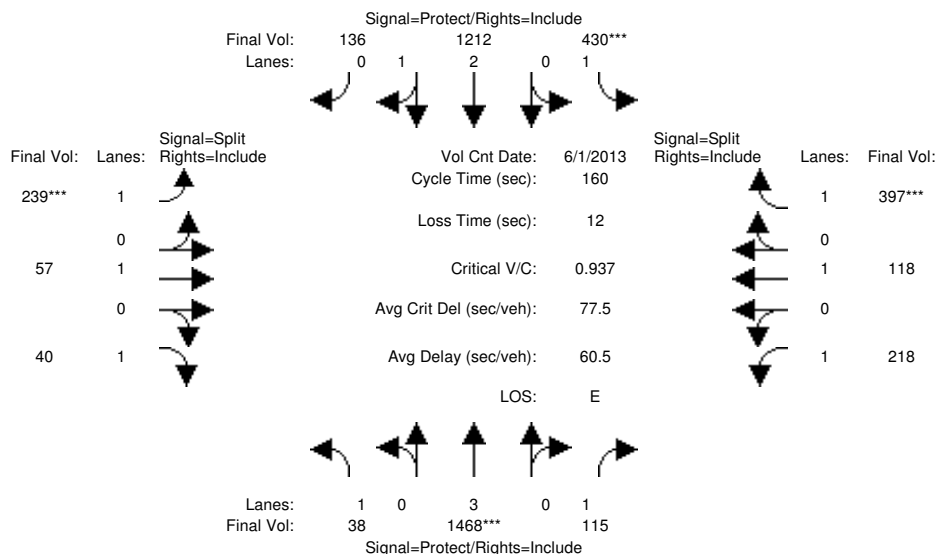 Signal=Protect/Rights=Include
Final Vol: 136 1212 430***
Lanes: 0 1 2 0 1
Signal=Split
Final Vol: Lanes: Rights=Include
Vol Cnt Date: 6/1/2013
Signal=Split
Rights=Include Lanes: Final Vol:
Cycle Time (sec): 160
239*** 1
1 397***
Loss Time (sec): 12
0
0
57 1
Critical V/C: 0.937
1 118
0
Avg Crit Del (sec/veh): 77.5
0
40 1
Avg Delay (sec/veh): 60.5
1 218
LOS: E
Lanes: 1 0 3 0 1
Final Vol: 38 1468*** 115
Signal=Protect/Rights=Include